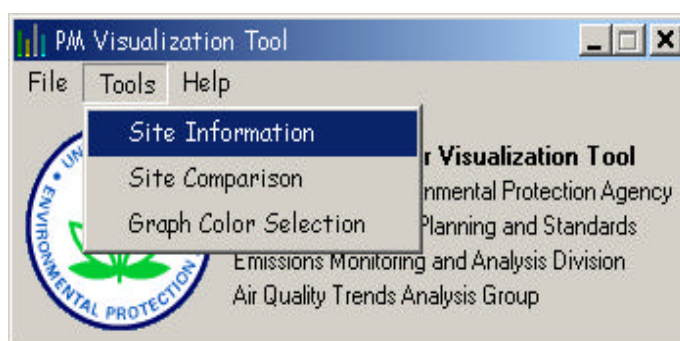 PM Visualization Tool
File Tools Help
Site Information
Site Comparison
Graph Color Selection
r Visualization Tool
nmental Protection Agency
Planning and Standards
Emissions Monitoring and Analysis Division
Air Quality Trends Analysis Group
UN
ENVIRONMENTAL PROTECTION